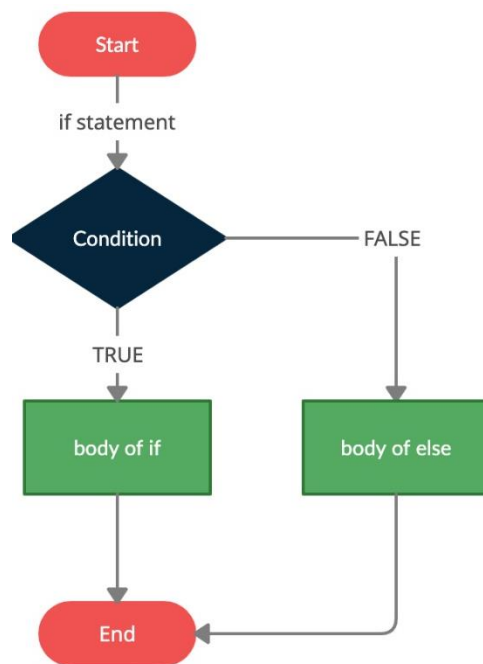 Start
if statement
Condition
FALSE
TRUE
body of if
body of else
End